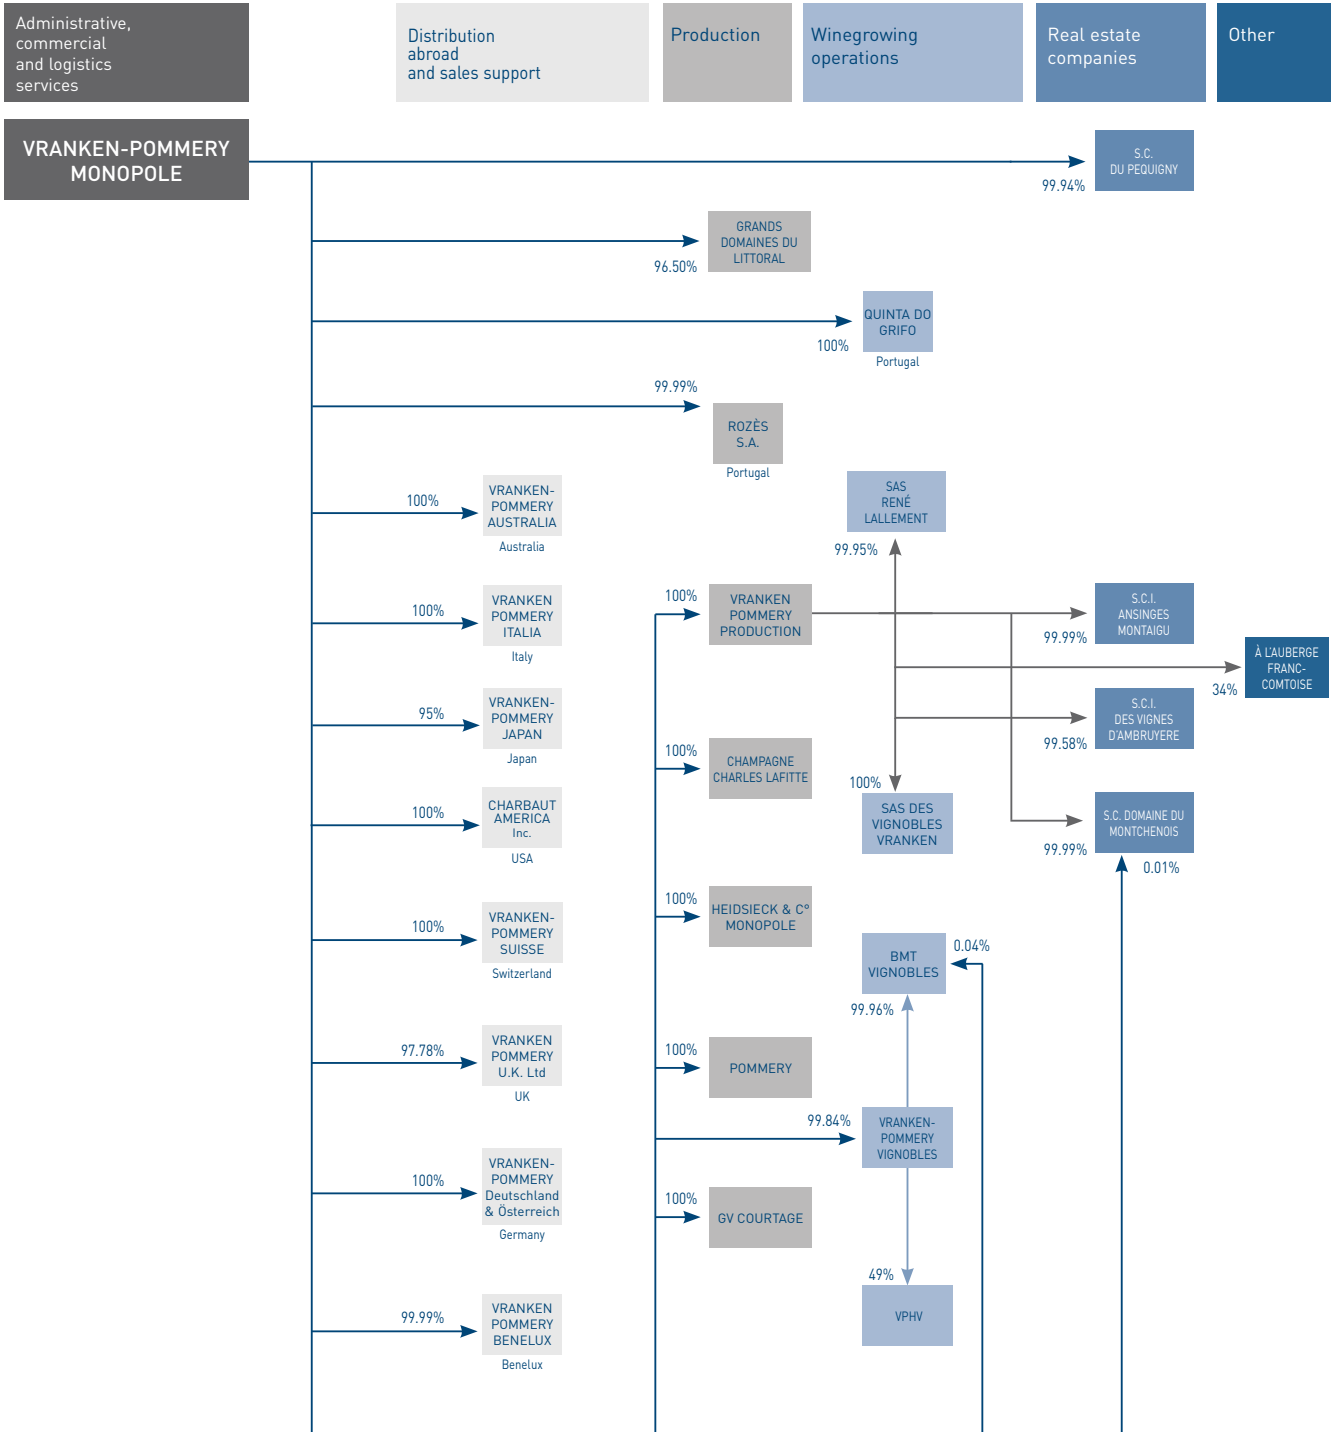 Administrative,
commercial
and logistics
services
Distribution
abroad
and sales support
Production
Winegrowing
operations
Real estate
companies
Other
VRANKEN-POMMERY
MONOPOLE
S.C.
DU PEQUIGNY
99.94%
GRANDS
DOMAINES DU
LITTORAL
96.50%
QUINTA DO
GRIFO
100%
Portugal
99.99%
ROZÈS
S.A.
Portugal
100%
VRANKEN-
POMMERY
AUSTRALIA
Australia
SAS
RENÉ
LALLEMENT
99.95%
100%
VRANKEN
POMMERY
ITALIA
Italy
100%
VRANKEN
POMMERY
PRODUCTION
S.C.I.
ANSINGES
MONTAIGU
99.99%
À L'AUBERGE
FRANC-
COMTOISE
34%
95%
VRANKEN-
POMMERY
JAPAN
Japan
S.C.I.
DES VIGNES
D'AMBRUYERE
99.58%
100%
CHAMPAGNE
CHARLES LAFITTE
100%
SAS DES
VIGNOBLES
VRANKEN
100%
CHARBAUT
AMERICA
Inc.
USA
S.C. DOMAINE DU
MONTCHENOIS
99.99%
0.01%
100%
VRANKEN-
POMMERY
SUISSE
Switzerland
100%
HEIDSIECK & C°
MONOPOLE
BMT
VIGNOBLES
0.04%
99.96%
97.78%
VRANKEN
POMMERY
U.K. Ltd
UK
100%
POMMERY
99.84%
VRANKEN-
POMMERY
VIGNOBLES
100%
VRANKEN-
POMMERY
Deutschland
& Österreich
Germany
100%
GV COURTAGE
49%
VPHV
99.99%
VRANKEN
POMMERY
BENELUX
Benelux